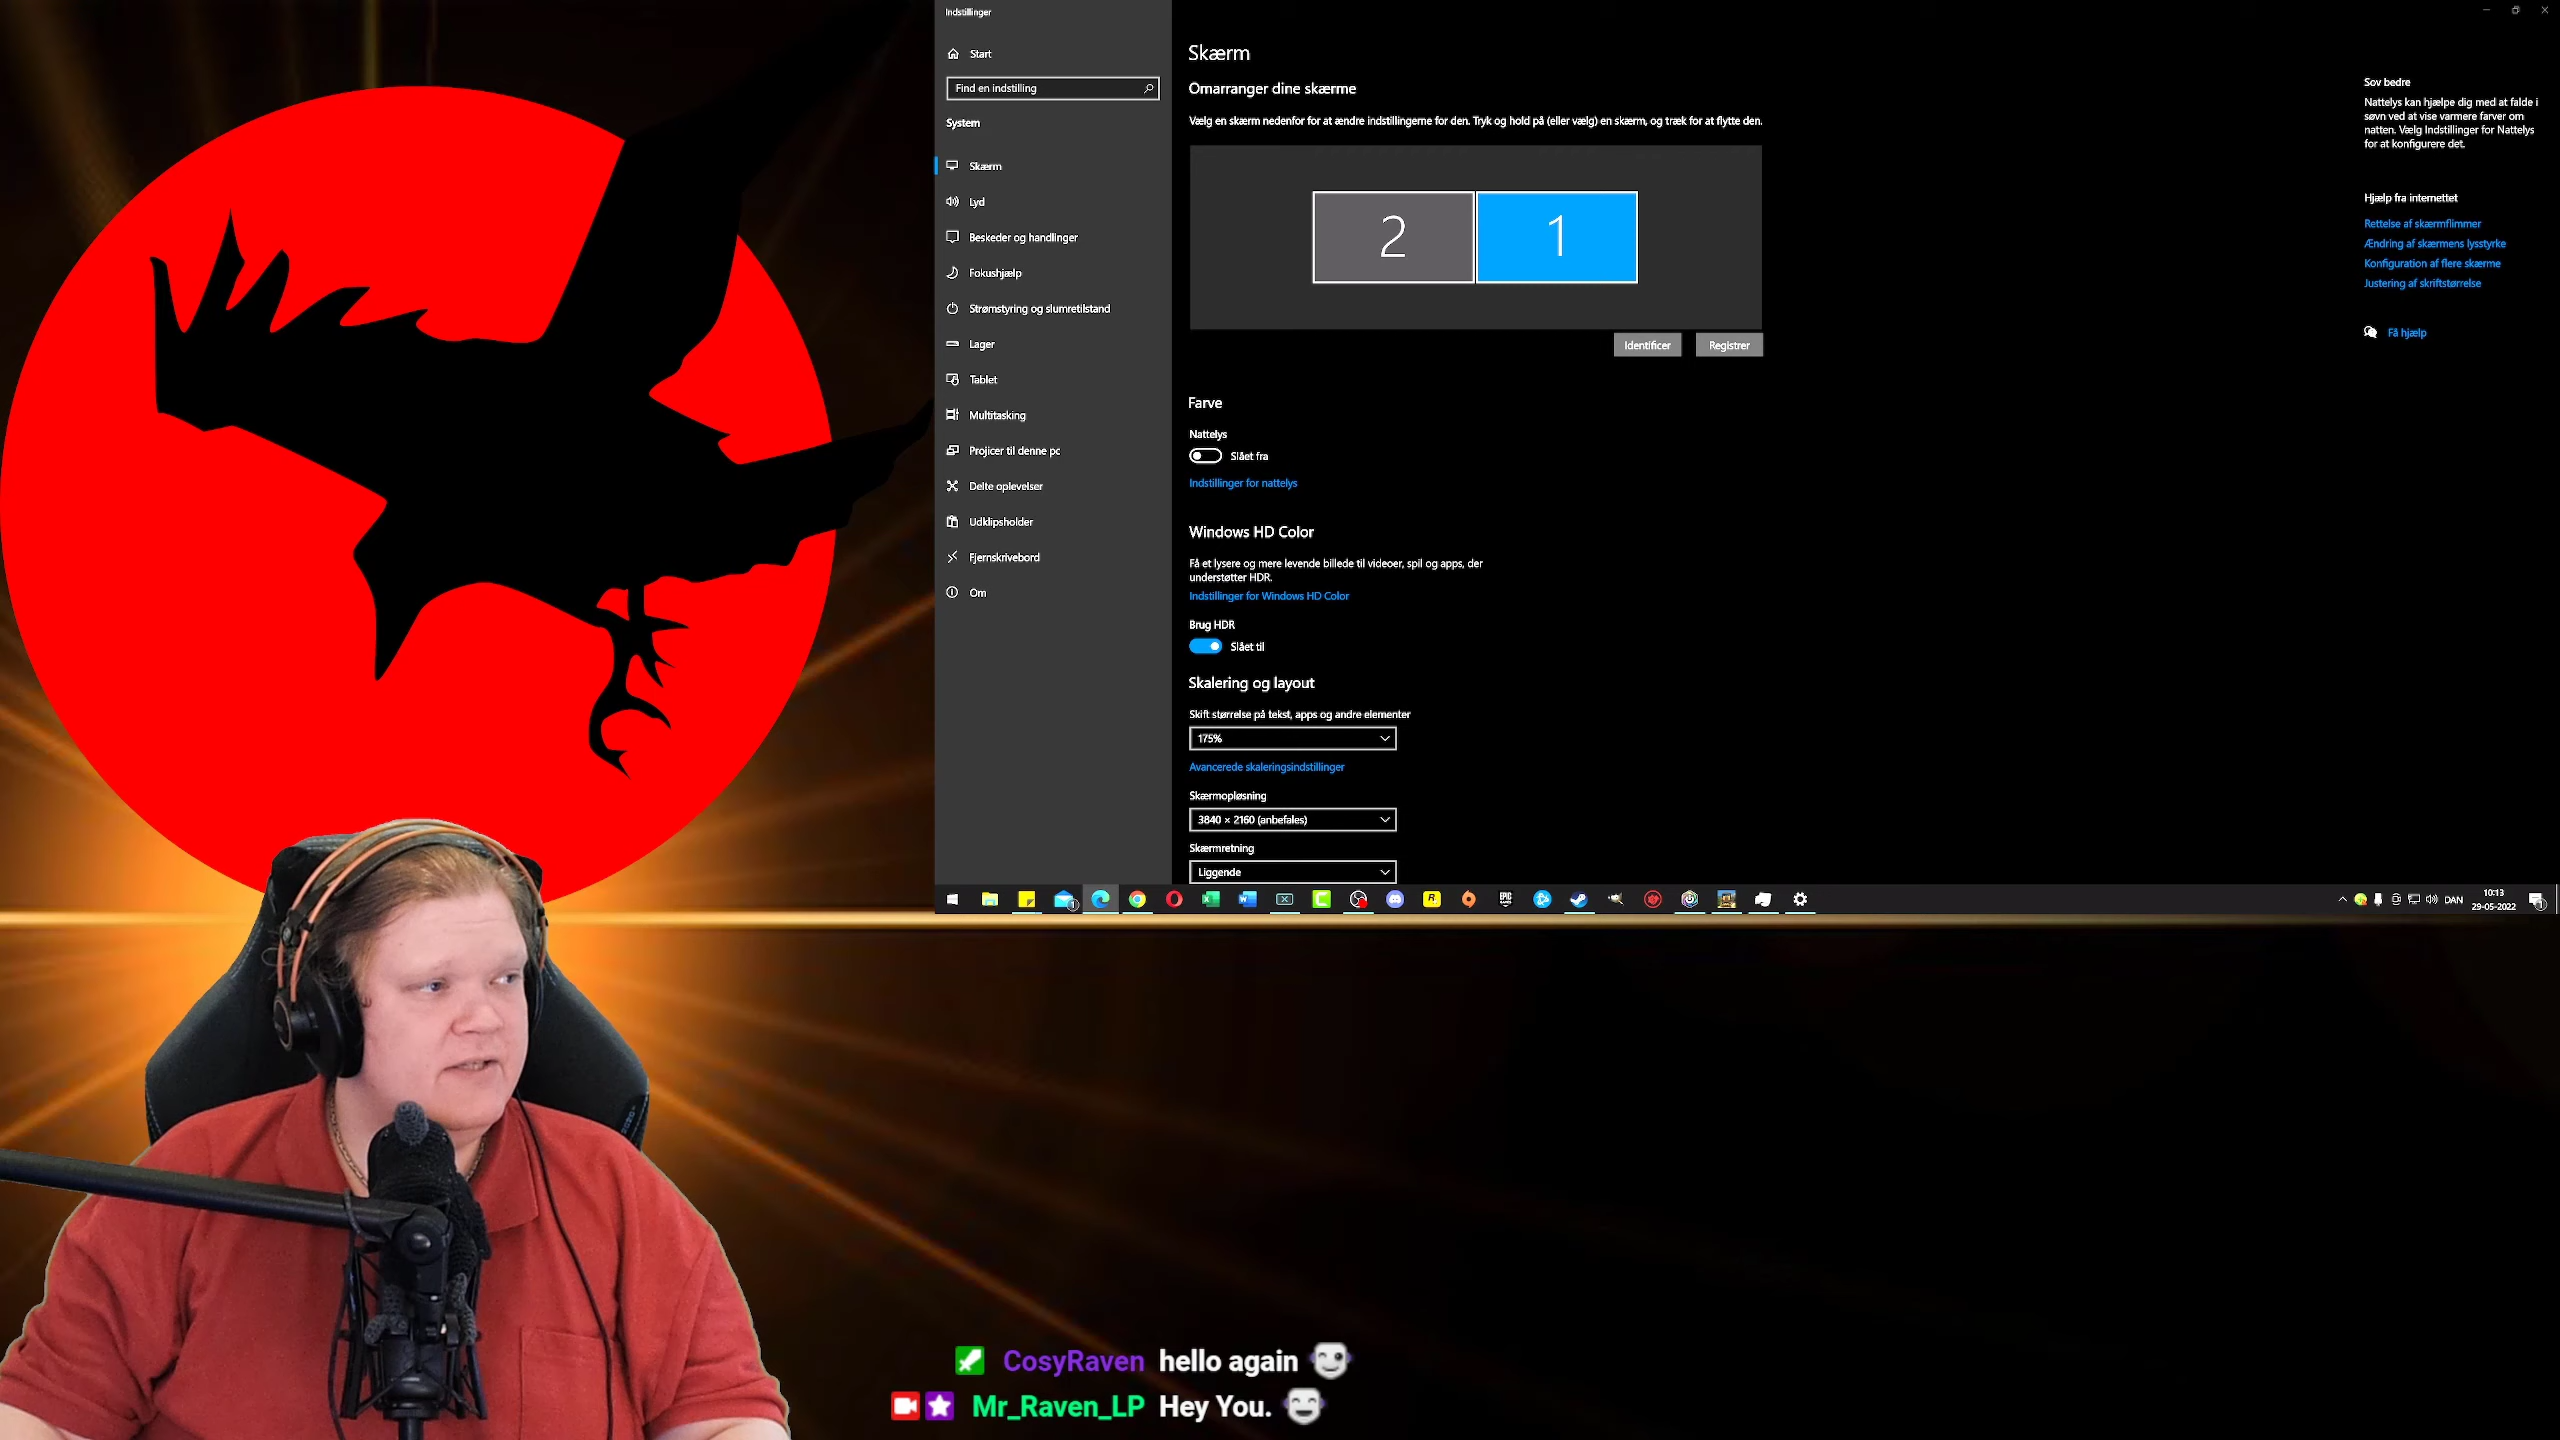 Indstillinger
Start
Find en indstilling
System
Skærm
Lyd
Beskeder og handlinger
Fokushjælp
Strømstyring og slumretilstand
Lager
Tablet
Multitasking
Projicer til denne pc
Delte oplevelser
Udklipsholder
Fjernskrivebord
Om
Skærm
Omarranger dine skærme
Vælg en skærm nedenfor for at ændre indstillingerne for den. Tryk og hold på (eller vælg) en skærm, og træk for at flytte den.
2 1
Identificer Registrer
Farve
Nattelys
Slået fra
Indstillinger for nattelys
Windows HD Color
Få et lysere og mere levende billede til videoer, spil og apps, der
understøtter HDR.
Indstillinger for Windows HD Color
Brug HDR
Slået til
Skalering og layout
Skift størrelse på tekst, apps og andre elementer
175%
Avancerede skaleringsindstillinger
Skærmopløsning
3840 × 2160 (anbefales)
Skærmretning
Liggende
Sov bedre
Nattelys kan hjælpe dig med at falde i
søvn ved at vise varmere farver om
natten. Vælg Indstillinger for Nattelys
for at konfigurere det.
Hjælp fra internettet
Rettelse af skærmflimmer
Ændring af skærmens lysstyrke
Konfiguration af flere skærme
Justering af skriftstørrelse
Få hjælp
DAN
10:13
29-05-2022
CosyRaven hello again
Mr_Raven_LP Hey You.